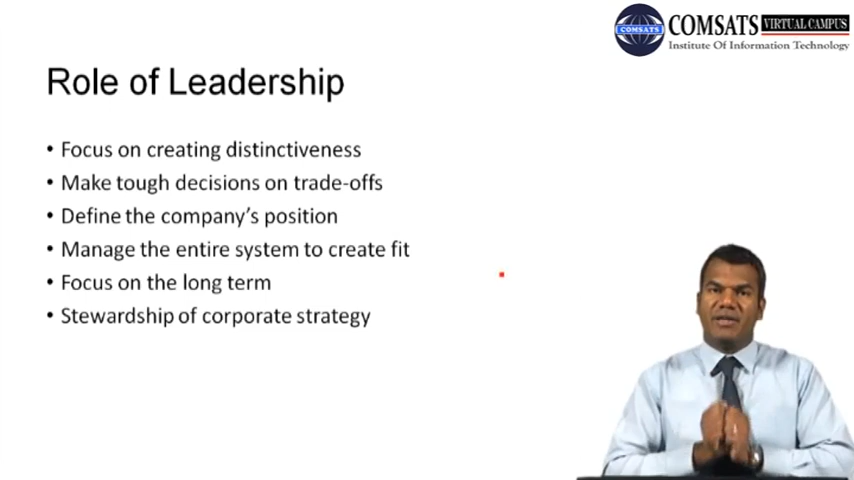 COMSATS VIRTUAL CAMPUS
COMSATS
Institute Of Information Technology
Role of Leadership
• Focus on creating distinctiveness
• Make tough decisions on trade-offs
• Define the company's position
• Manage the entire system to create fit
• Focus on the long term
• Stewardship of corporate strategy